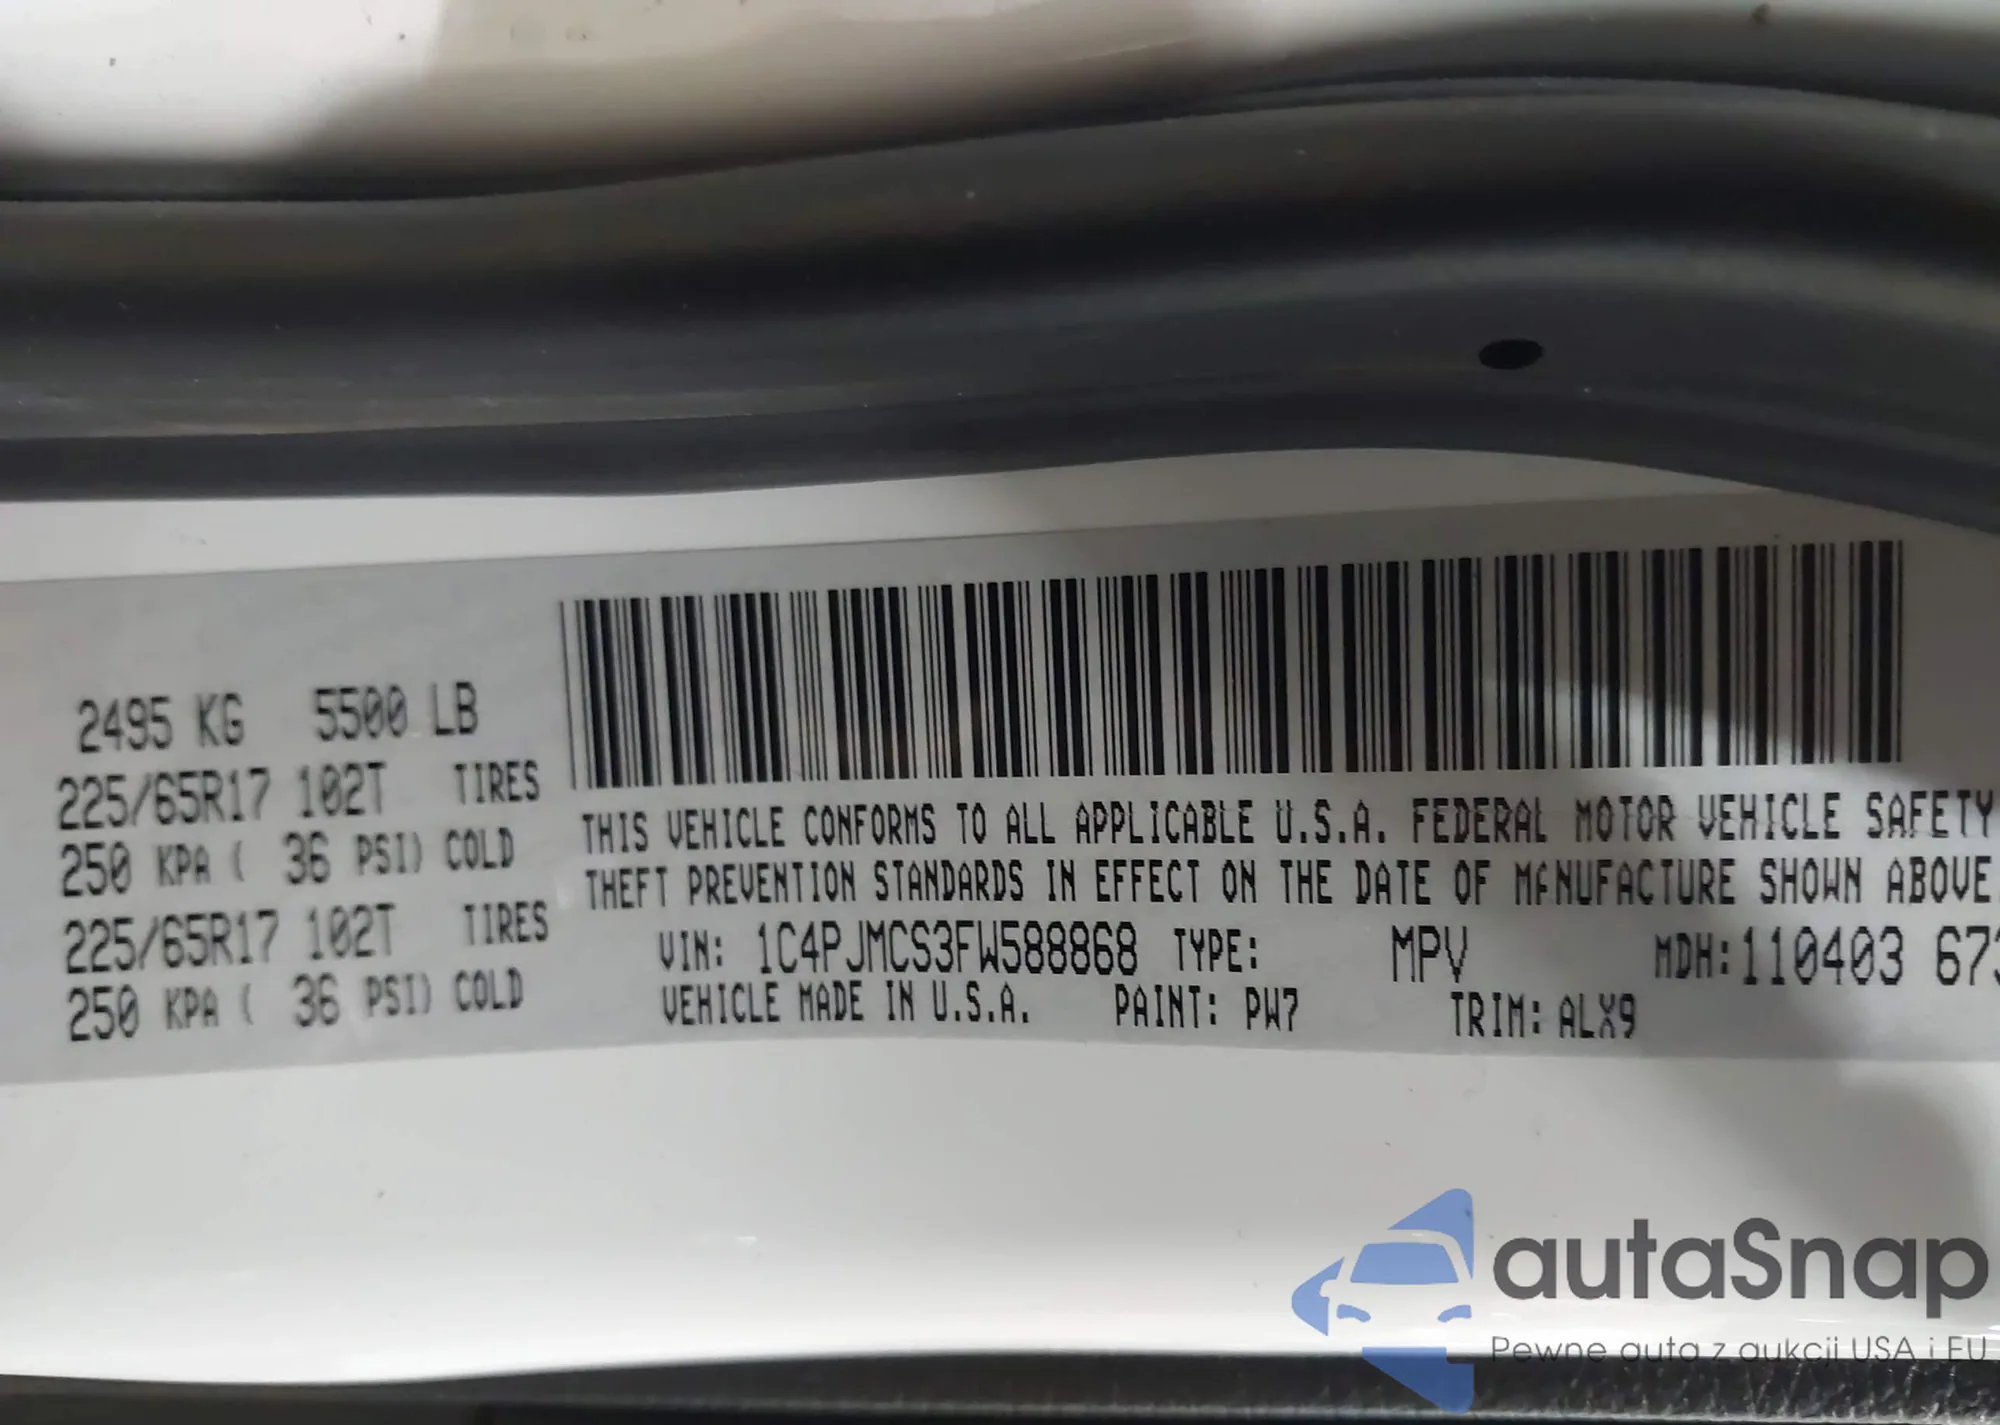 2495 KG 5500 LB
225/65R17 102T TIRES
250 KPA ( 36 PSI) COLD
225/65R17 102T TIRES
250 KPA ( 36 PSI) COLD
THIS VEHICLE CONFORMS TO ALL APPLICABLE U.S.A. FEDERAL MOTOR VEHICLE SAFETY
THEFT PREVENTION STANDARDS IN EFFECT ON THE DATE OF MANUFACTURE SHOWN ABOVE.
VIN: 1C4PJMCS3FW588868 TYPE: MPV MDH:110403 673
VEHICLE MADE IN U.S.A. PAINT: PW7 TRIM: ALX9
autaSnap
Pewne auta z aukcji USA i EU